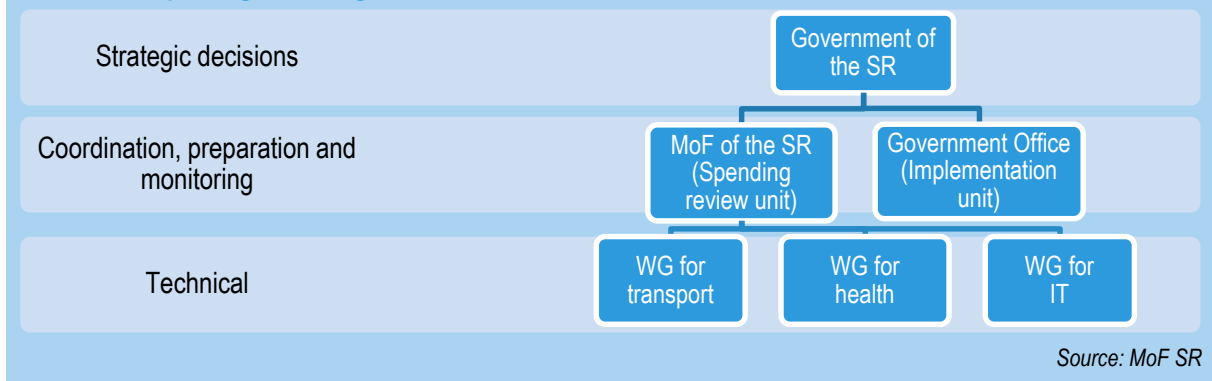 Strategic decisions
Government of
the SR
Coordination, preparation and
monitoring
MoF of the SR
(Spending
review unit)
Government Office
(Implementation
unit)
Technical
WG for
transport
WG for
health
WG for
IT
Source: MoF SR